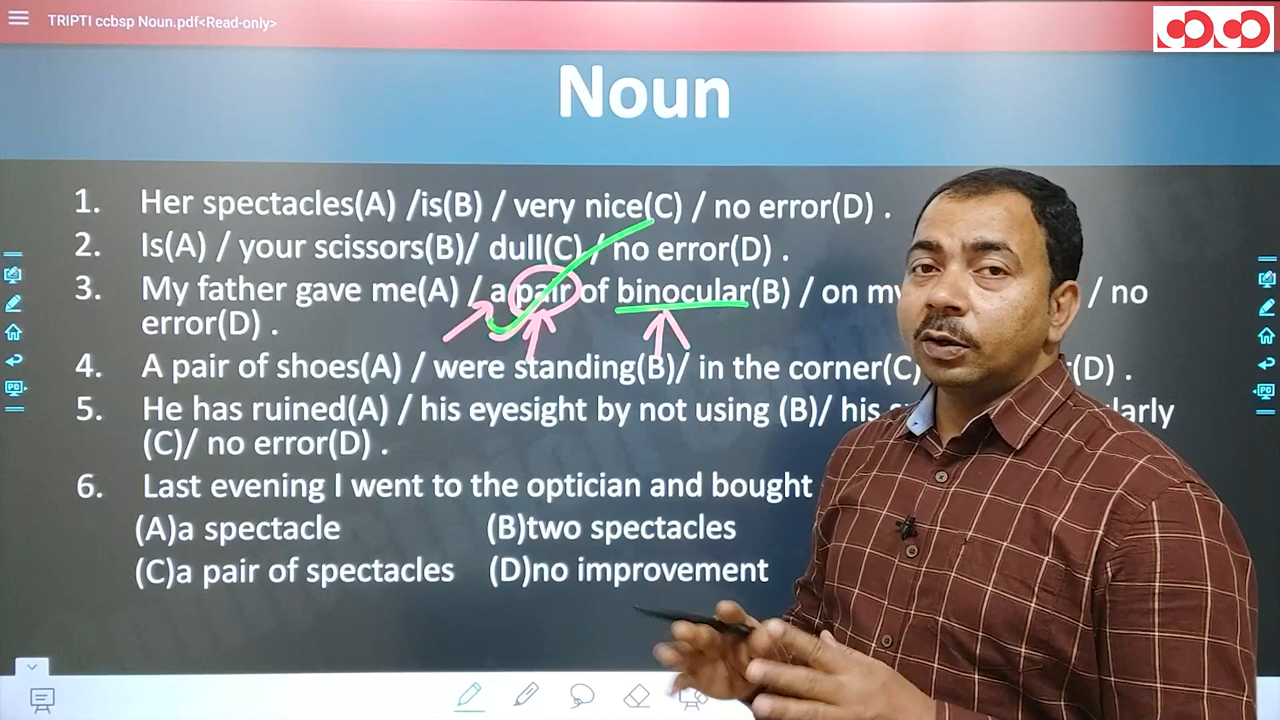 TRIPTI ccbsp Noun.pdf<Read-only>
Noun
1. Her spectacles(A) /is(B) / very nice(C) / no error(D) .
2. Is(A) / your scissors(B)/ dull(C) / no error(D) .
3. My father gave me(A) / a pair of binocular(B) / on my / no
error(D) .
4. A pair of shoes(A) / were standing(B)/ in the corner(C) (D) .
5. He has ruined(A) / his eyesight by not using (B)/ his
(C)/ no error(D) .
6. Last evening I went to the optician and bought
(A)a spectacle (B)two spectacles
(C)a pair of spectacles (D)no improvement